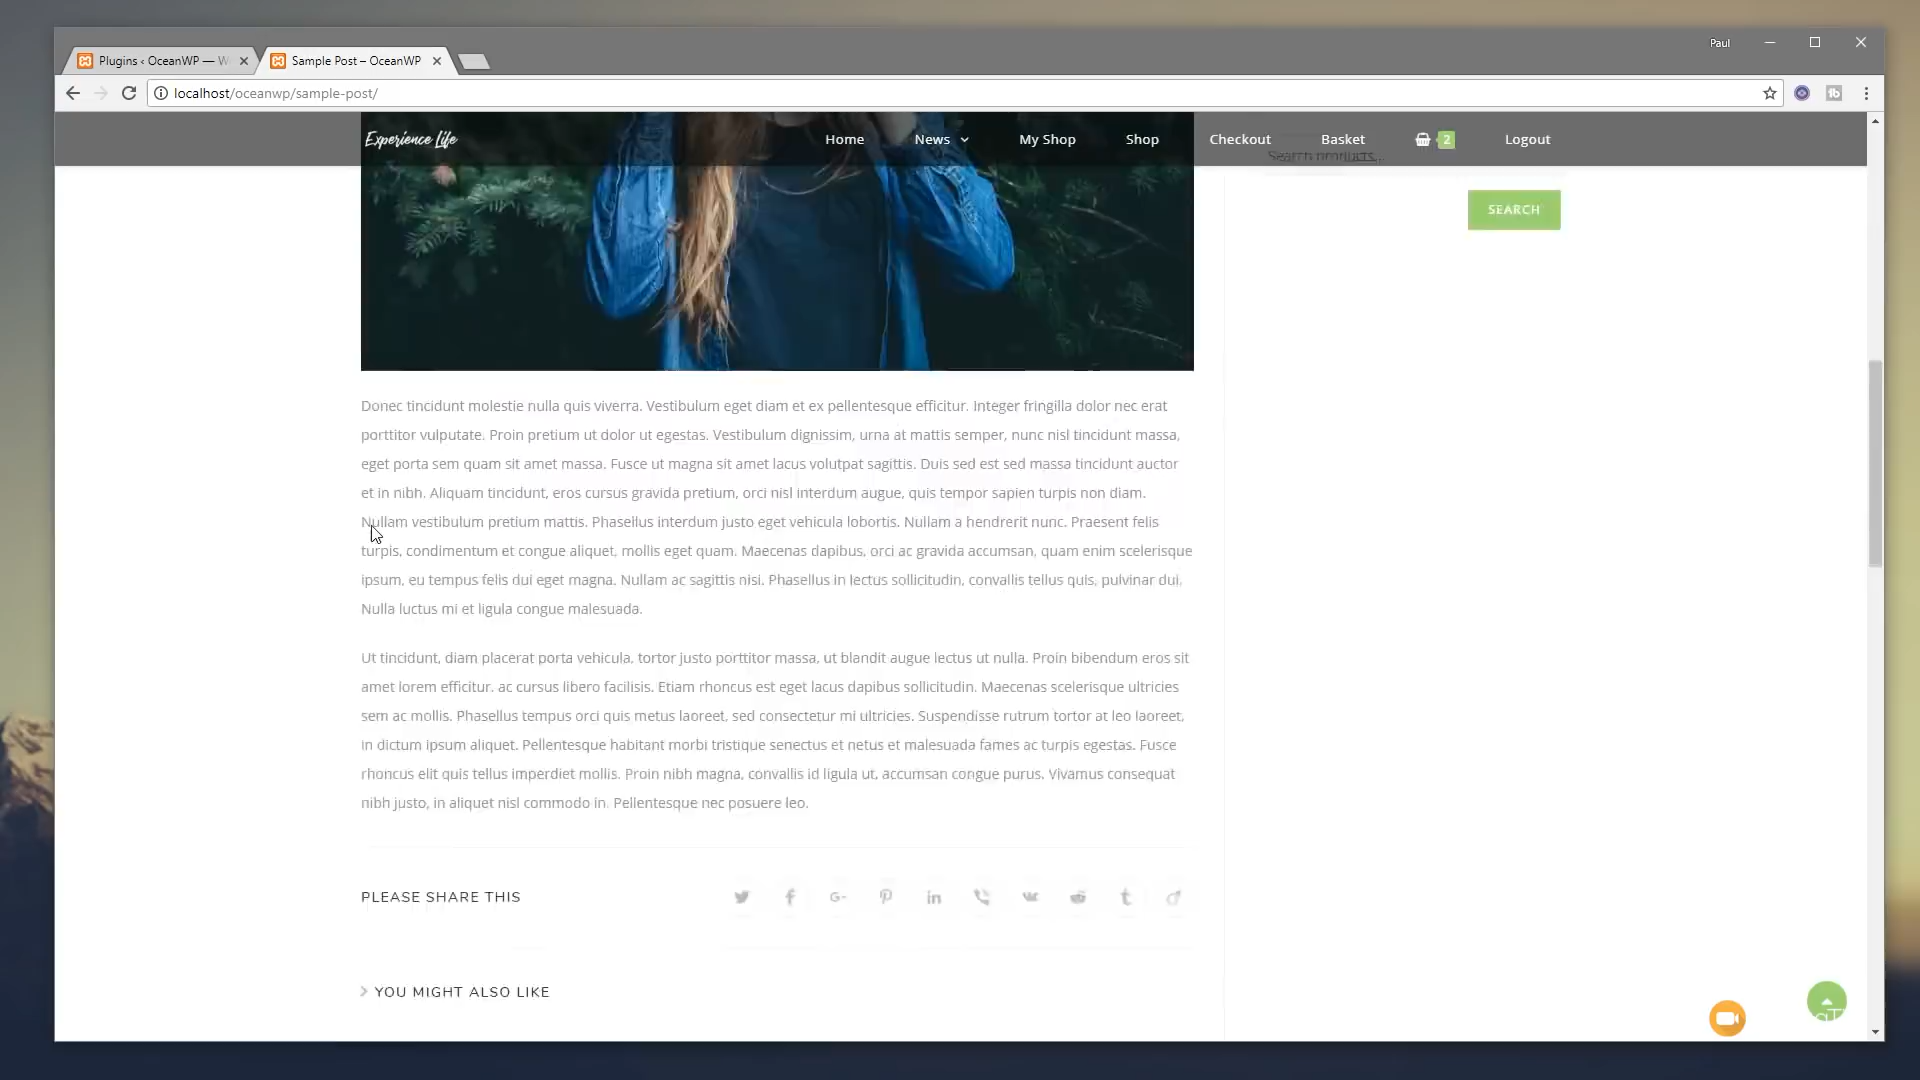 Paul
Plugins ‹ OceanWP — W
Sample Post – OceanWP
localhost/oceanwp/sample-post/
Experience Life
Home
News
My Shop
Shop
Checkout
Basket
2
Logout
Search products…
SEARCH
Donec tincidunt molestie nulla quis viverra. Vestibulum eget diam et ex pellentesque efficitur. Integer fringilla dolor nec erat
porttitor vulputate. Proin pretium ut dolor ut egestas. Vestibulum dignissim, urna at mattis semper, nunc nisl tincidunt massa,
eget porta sem quam sit amet massa. Fusce ut magna sit amet lacus volutpat sagittis. Duis sed est sed massa tincidunt auctor
et in nibh. Aliquam tincidunt, eros cursus gravida pretium, orci nisl interdum augue, quis tempor sapien turpis non diam.
Nullam vestibulum pretium mattis. Phasellus interdum justo eget vehicula lobortis. Nullam a hendrerit nunc. Praesent felis
turpis, condimentum et congue aliquet, mollis eget quam. Maecenas dapibus, orci ac gravida accumsan, quam enim scelerisque
ipsum, eu tempus felis dui eget magna. Nullam ac sagittis nisi. Phasellus in lectus sollicitudin, convallis tellus quis, pulvinar dui.
Nulla luctus mi et ligula congue malesuada.
Ut tincidunt, diam placerat porta vehicula, tortor justo porttitor massa, ut blandit augue lectus ut nulla. Proin bibendum eros sit
amet lorem efficitur, ac cursus libero facilisis. Etiam rhoncus est eget lacus dapibus sollicitudin. Maecenas scelerisque ultricies
sem ac mollis. Phasellus tempus orci quis metus laoreet, sed consectetur mi ultricies. Suspendisse rutrum tortor at leo laoreet,
in dictum ipsum aliquet. Pellentesque habitant morbi tristique senectus et netus et malesuada fames ac turpis egestas. Fusce
rhoncus elit quis tellus imperdiet mollis. Proin nibh magna, convallis id ligula ut, accumsan congue purus. Vivamus consequat
nibh justo, in aliquet nisl commodo in. Pellentesque nec posuere leo.
PLEASE SHARE THIS
YOU MIGHT ALSO LIKE